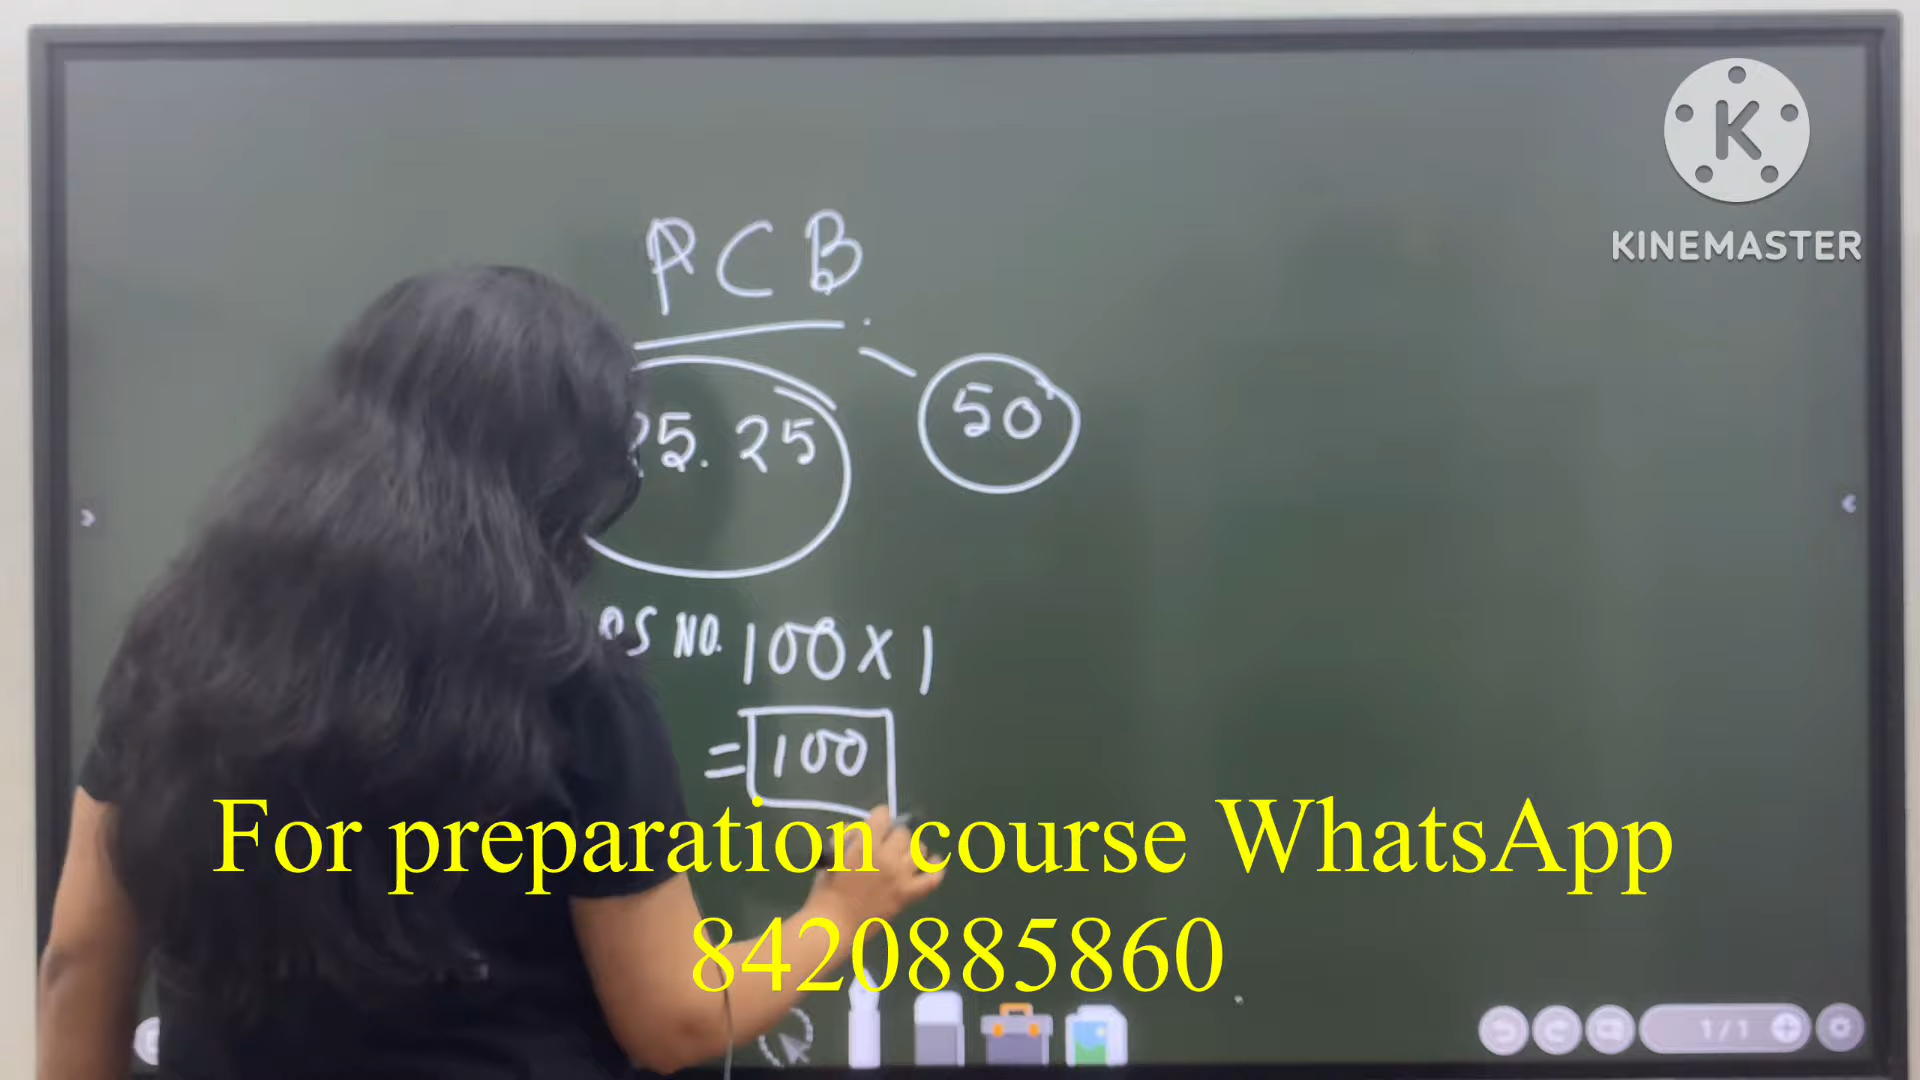 K
KINEMASTER
PCB
25. 25
50
NO. 100 X 1
= 100
For preparation course WhatsApp
8420885860
1/1